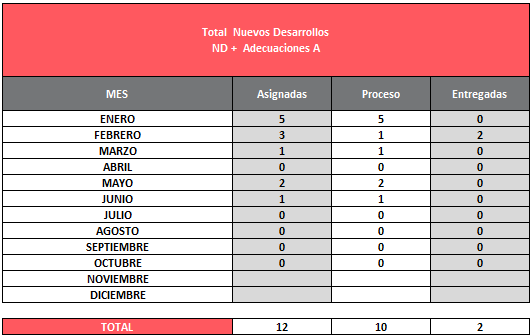 Total Nuevos Desarrollos
ND + Adecuaciones A
MES Asignadas Proceso Entregadas
ENERO 5 5 0
FEBRERO 3 1 2
MARZO 1 1 0
ABRIL 0 0 0
MAYO 2 2 0
JUNIO 1 1 0
JULIO 0 0 0
AGOSTO 0 0 0
SEPTIEMBRE 0 0 0
OCTUBRE 0 0 0
NOVIEMBRE
DICIEMBRE
TOTAL 12 10 2